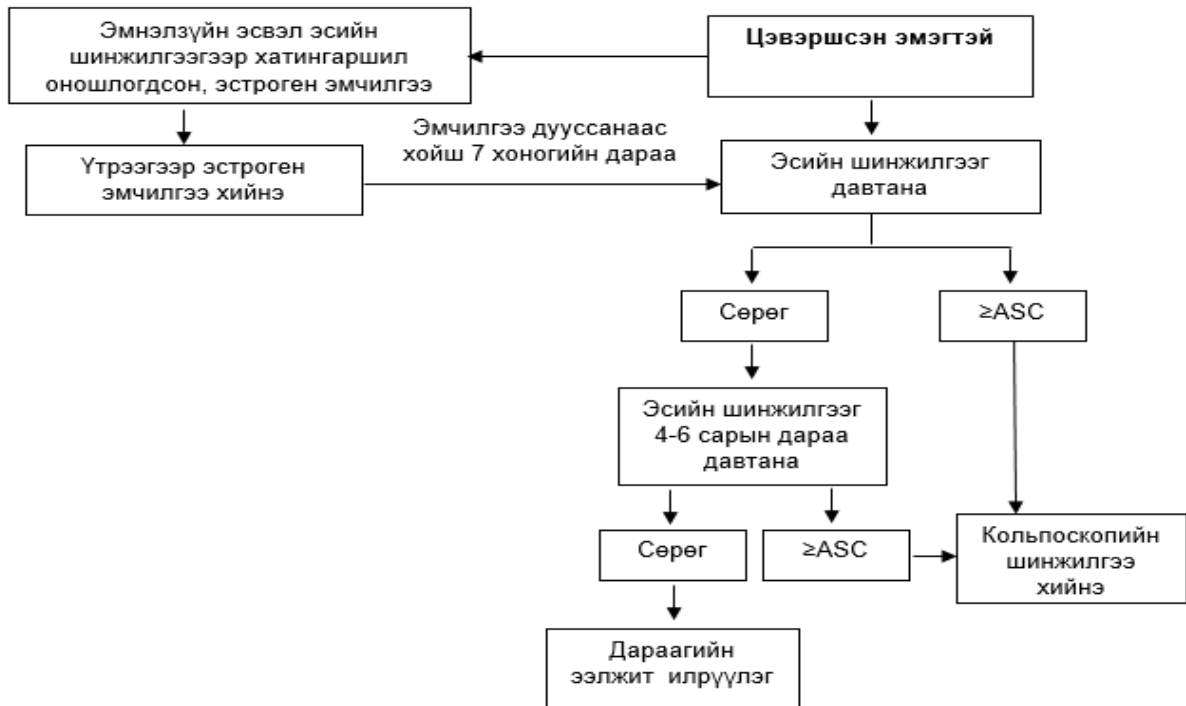 Эмнэлзүйн эсвэл эсийн
шинжилгээгээр хатингаршил
оношлогдсон, эстроген эмчилгээ
Цэвэршсэн эмэгтэй
Эмчилгээ дууссанаас
хойш 7 хоногийн дараа
Үтрээгээр эстроген
эмчилгээ хийнэ
Эсийн шинжилгээг
давтана
Сөрөг
≥ASC
Эсийн шинжилгээг
4-6 сарын дараа
давтана
Сөрөг
≥ASC
Кольпоскопийн
шинжилгээ
хийнэ
Дараагийн
ээлжит илрүүлэг